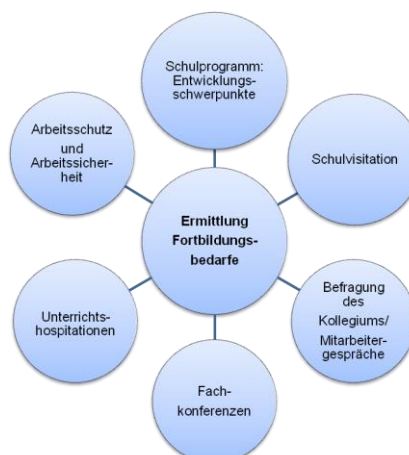 Schulprogramm:
Entwicklungs-
schwerpunkte
Arbeitsschutz
und
Arbeitssicher-
heit
Schulvisitation
Ermittlung
Fortbildungs-
bedarfe
Unterrichts-
hospitationen
Befragung
des
Kollegiums/
Mitarbeiter-
gespräche
Fach-
konferenzen